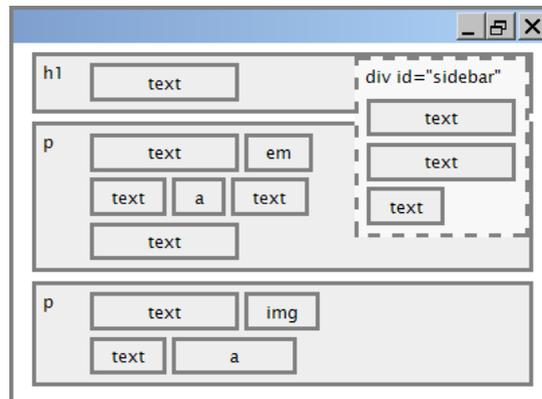 h1
text
div id="sidebar"
text
text
text
p
text em
text a text
text
p
text img
text a